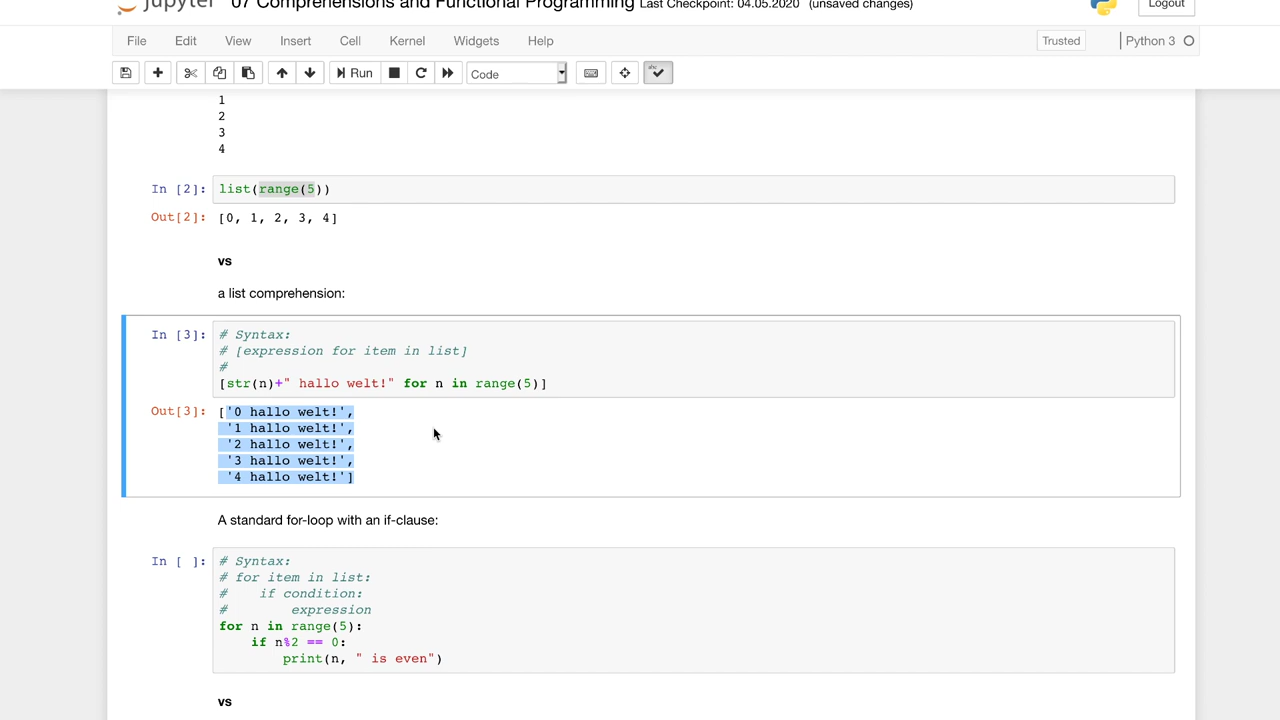 Jupyter 07 Comprehensions and Functional Programming Last Checkpoint: 04.05.2020 (unsaved changes) Logout
File Edit View Insert Cell Kernel Widgets Help Trusted Python 3
Run Code
1
2
3
4
In [2]: list(range(5))
Out[2]: [0, 1, 2, 3, 4]
vs
a list comprehension:
In [3]: # Syntax:
# [expression for item in list]
#
[str(n)+" hallo welt!" for n in range(5)]
Out[3]: ['0 hallo welt!',
'1 hallo welt!',
'2 hallo welt!',
'3 hallo welt!',
'4 hallo welt!']
A standard for-loop with an if-clause:
In [ ]: # Syntax:
# for item in list:
#    if condition:
#        expression
for n in range(5):
    if n%2 == 0:
        print(n, " is even")
vs